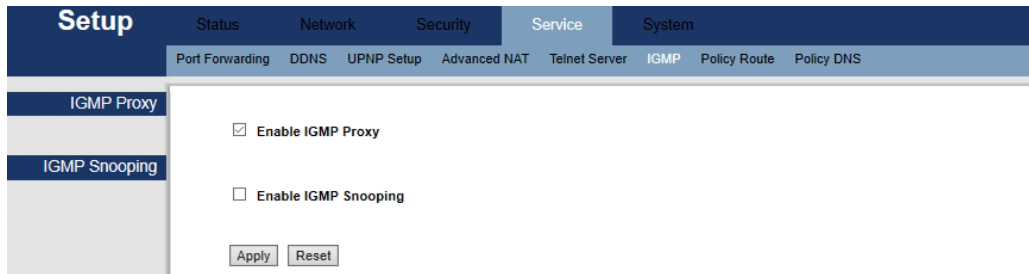 Setup
Status Network Security Service System
Port Forwarding DDNS UPNP Setup Advanced NAT Telnet Server IGMP Policy Route Policy DNS
IGMP Proxy
Enable IGMP Proxy
IGMP Snooping
Enable IGMP Snooping
Apply Reset